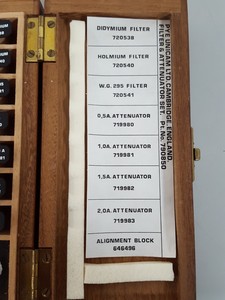 DIDYMIUM FILTER
720538
HOLMIUM FILTER
720540
W.G. 295 FILTER
720541
0,5A. ATTENUATOR
719980
1,0A. ATTENUATOR
719981
1,5A. ATTENUATOR
719982
2,0A. ATTENUATOR
719983
ALIGNMENT BLOCK
646496
PYE UNICAM LTD. CAMBRIDGE, ENGLAND.
FILTER & ATTENUATOR SET. Pt. No. 790850